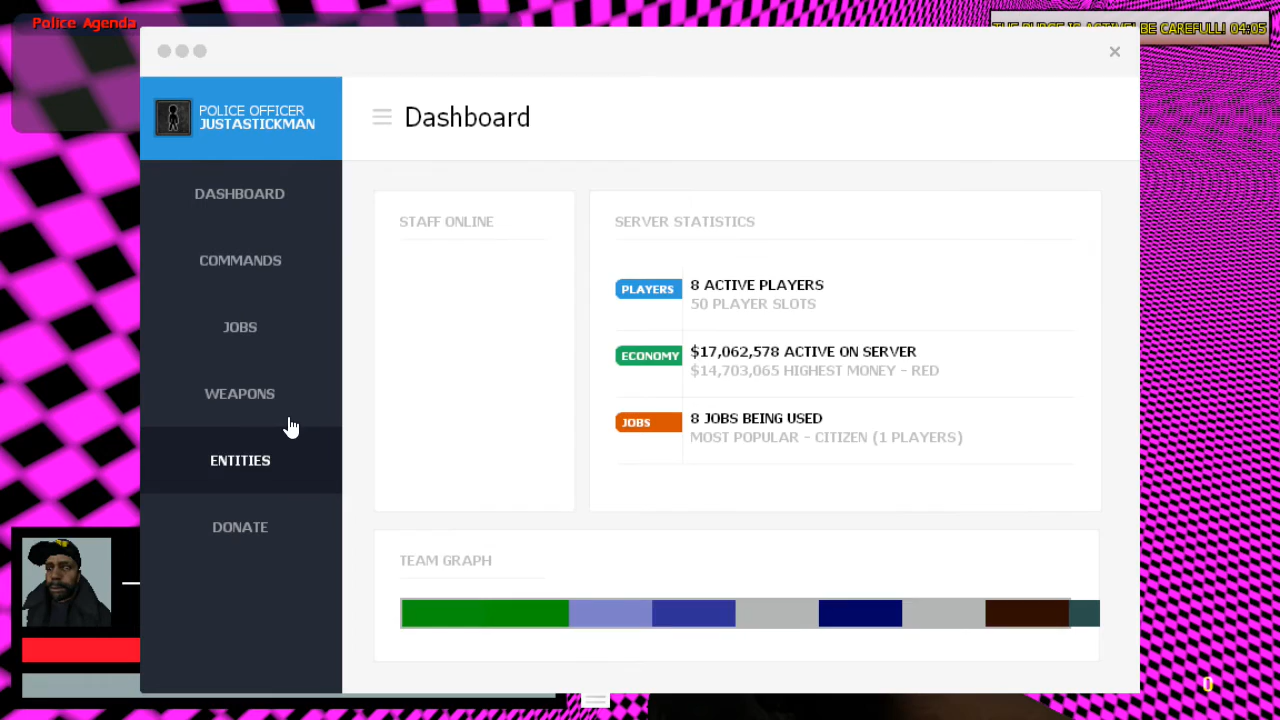 Police Agenda
THE PURGE IS ACTIVE! BE CAREFULL! 04:05
POLICE OFFICER
JUSTASTICKMAN
Dashboard
DASHBOARD
COMMANDS
JOBS
WEAPONS
ENTITIES
DONATE
STAFF ONLINE
SERVER STATISTICS
PLAYERS
8 ACTIVE PLAYERS
50 PLAYER SLOTS
ECONOMY
$17,062,578 ACTIVE ON SERVER
$14,703,065 HIGHEST MONEY - RED
JOBS
8 JOBS BEING USED
MOST POPULAR - CITIZEN (1 PLAYERS)
TEAM GRAPH
0